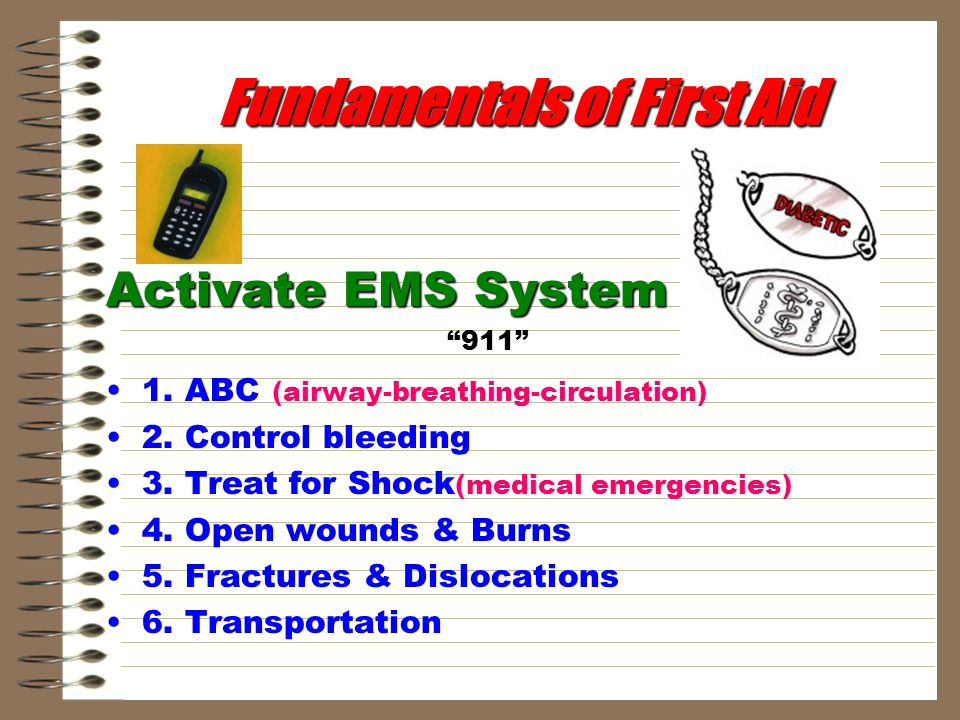 Fundamentals of First Aid
DIABETIC
Activate EMS System
“911”
• 1. ABC (airway-breathing-circulation)
• 2. Control bleeding
• 3. Treat for Shock(medical emergencies)
• 4. Open wounds & Burns
• 5. Fractures & Dislocations
• 6. Transportation